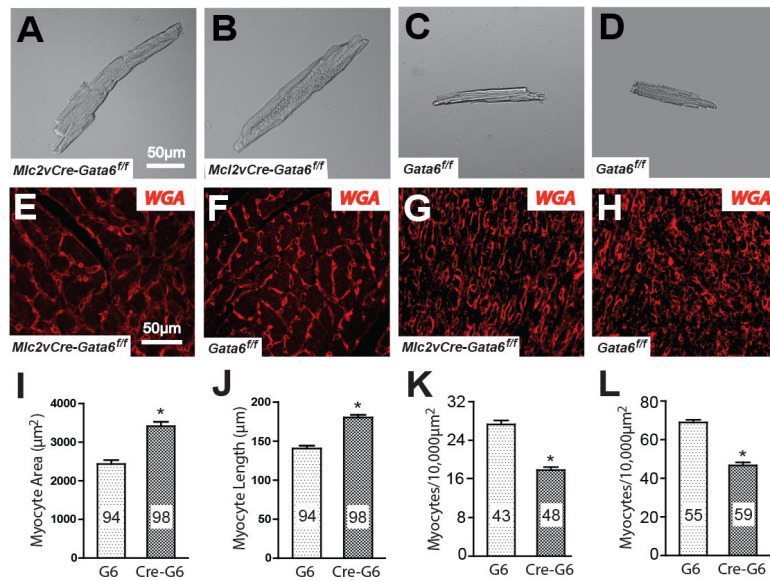 A
B
C
D
50µm
Mlc2vCre-Gata6f/f
Mcl2vCre-Gata6f/f
Gata6f/f
Gata6f/f
WGA
WGA
WGA
WGA
E
F
G
H
50µm
Mlc2vCre-Gata6f/f
Gata6f/f
Mlc2vCre-Gata6f/f
Gata6f/f
I
Myocyte Area (µm²)
4000
3000
2000
1000
0
*
94
98
G6
Cre-G6
J
Myocyte Length (µm)
200
150
100
50
0
*
94
98
G6
Cre-G6
K
Myocytes/10,000µm²
32
24
16
8
0
*
43
48
G6
Cre-G6
L
Myocytes/10,000µm²
80
60
40
20
0
*
55
59
G6
Cre-G6